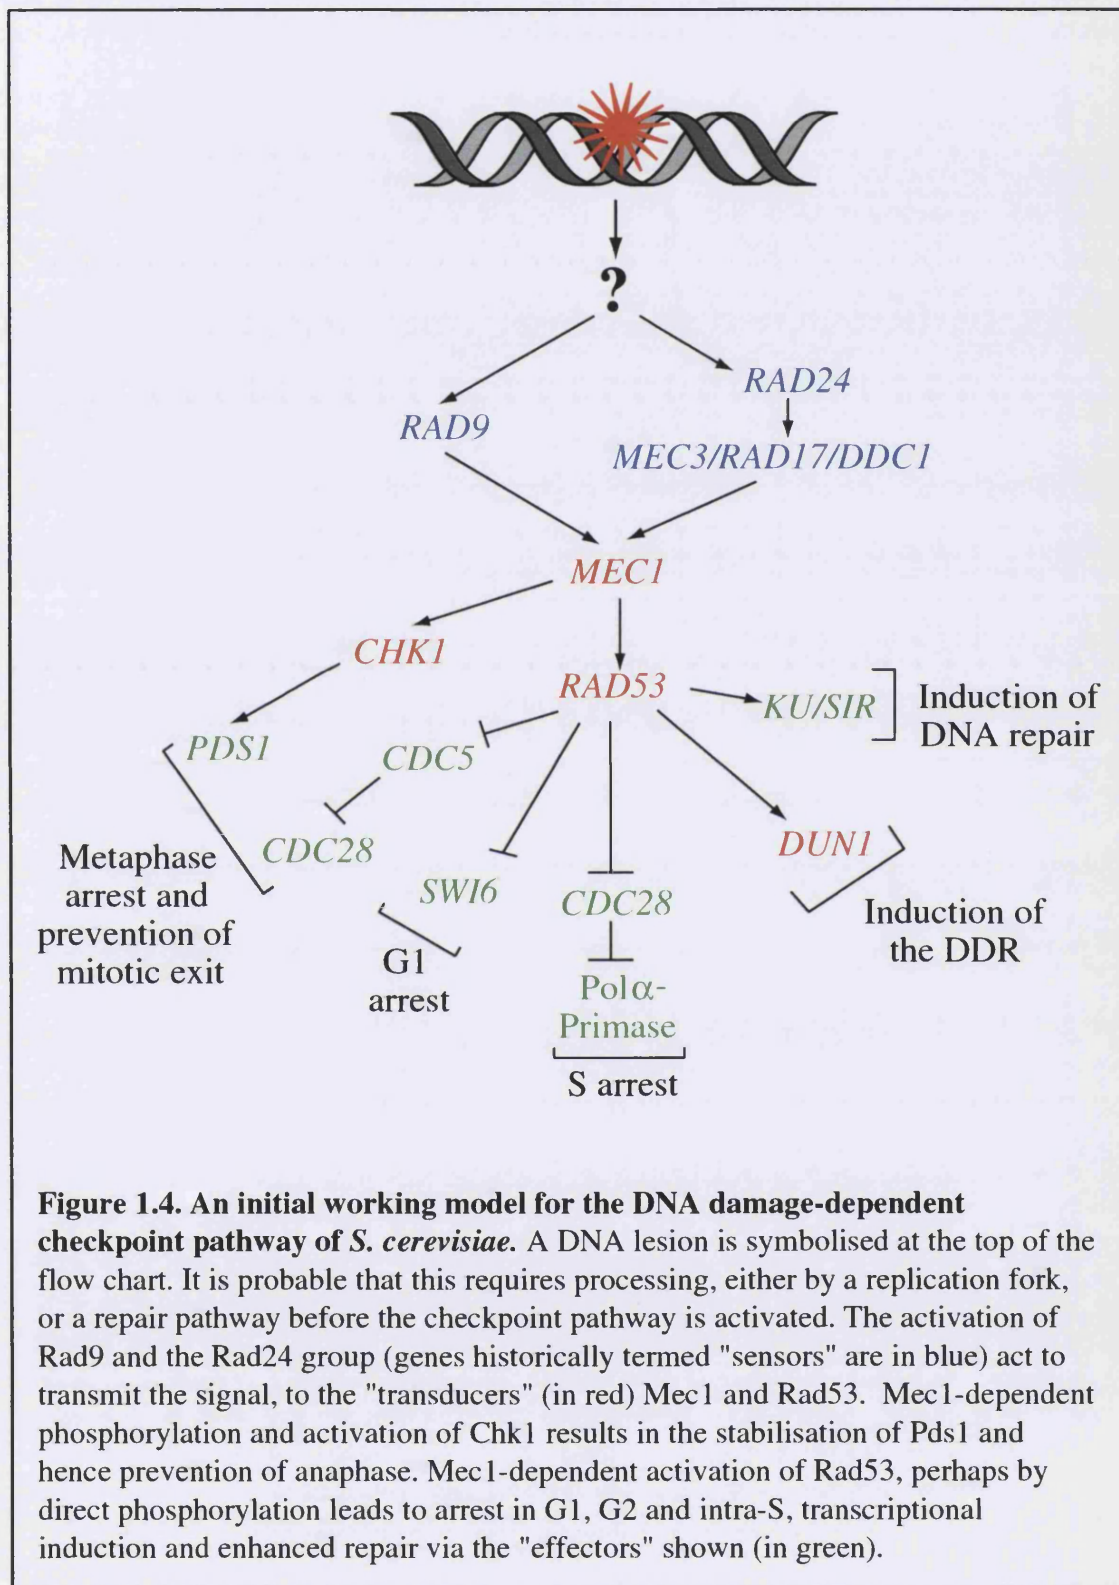 ?
RAD24
RAD9
MEC3/RAD17/DDC1
MEC1
CHK1
RAD53
KU/SIR
Induction of
DNA repair
PDS1
CDC5
CDC28
DUN1
Metaphase
arrest and
prevention of
mitotic exit
SWI6
CDC28
Induction of
the DDR
G1
arrest
Polα-
Primase
S arrest
Figure 1.4. An initial working model for the DNA damage-dependent
checkpoint pathway of S. cerevisiae. A DNA lesion is symbolised at the top of the
flow chart. It is probable that this requires processing, either by a replication fork,
or a repair pathway before the checkpoint pathway is activated. The activation of
Rad9 and the Rad24 group (genes historically termed "sensors" are in blue) act to
transmit the signal, to the "transducers" (in red) Mec1 and Rad53. Mec1-dependent
phosphorylation and activation of Chk1 results in the stabilisation of Pds1 and
hence prevention of anaphase. Mec1-dependent activation of Rad53, perhaps by
direct phosphorylation leads to arrest in G1, G2 and intra-S, transcriptional
induction and enhanced repair via the "effectors" shown (in green).